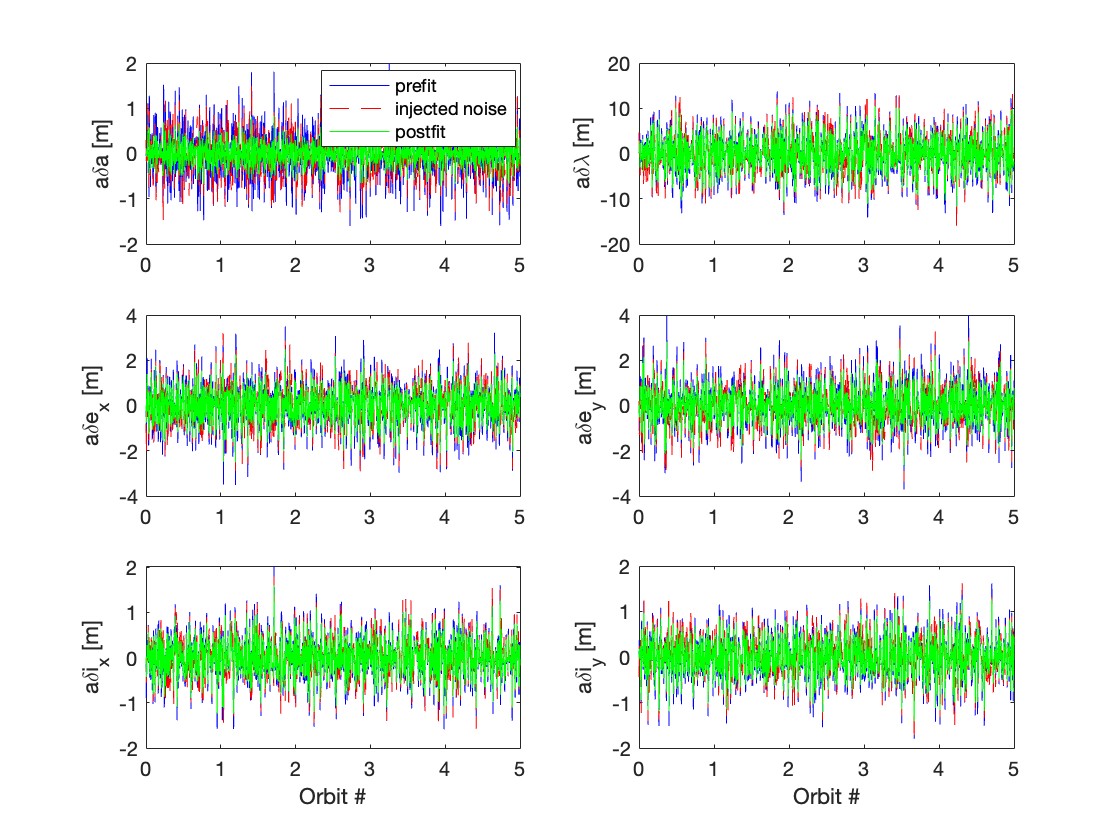 2
1
0
-1
-2
aδa [m]
0 1 2 3 4 5
prefit
injected noise
postfit
20
10
0
-10
-20
aδλ [m]
0 1 2 3 4 5
4
2
0
-2
-4
aδe_x [m]
0 1 2 3 4 5
4
2
0
-2
-4
aδe_y [m]
0 1 2 3 4 5
2
1
0
-1
-2
aδi_x [m]
0 1 2 3 4 5
Orbit #
2
1
0
-1
-2
aδi_y [m]
0 1 2 3 4 5
Orbit #